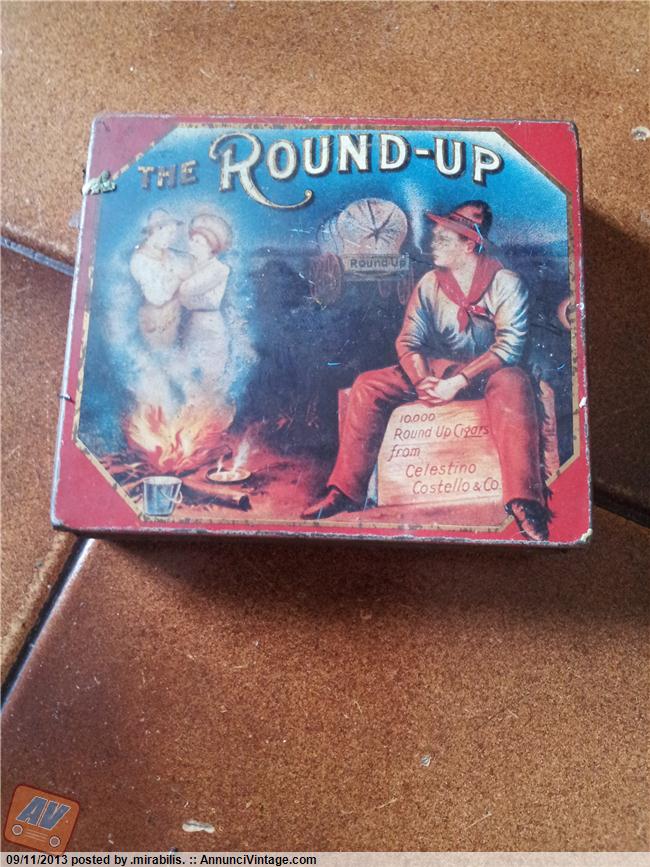 THE ROUND-UP
Round-Up
10.000
Round Up Cigars
from
Celestino
Costello & Co.
AV
09/11/2013 posted by .mirabilis. :: AnnunciVintage.com